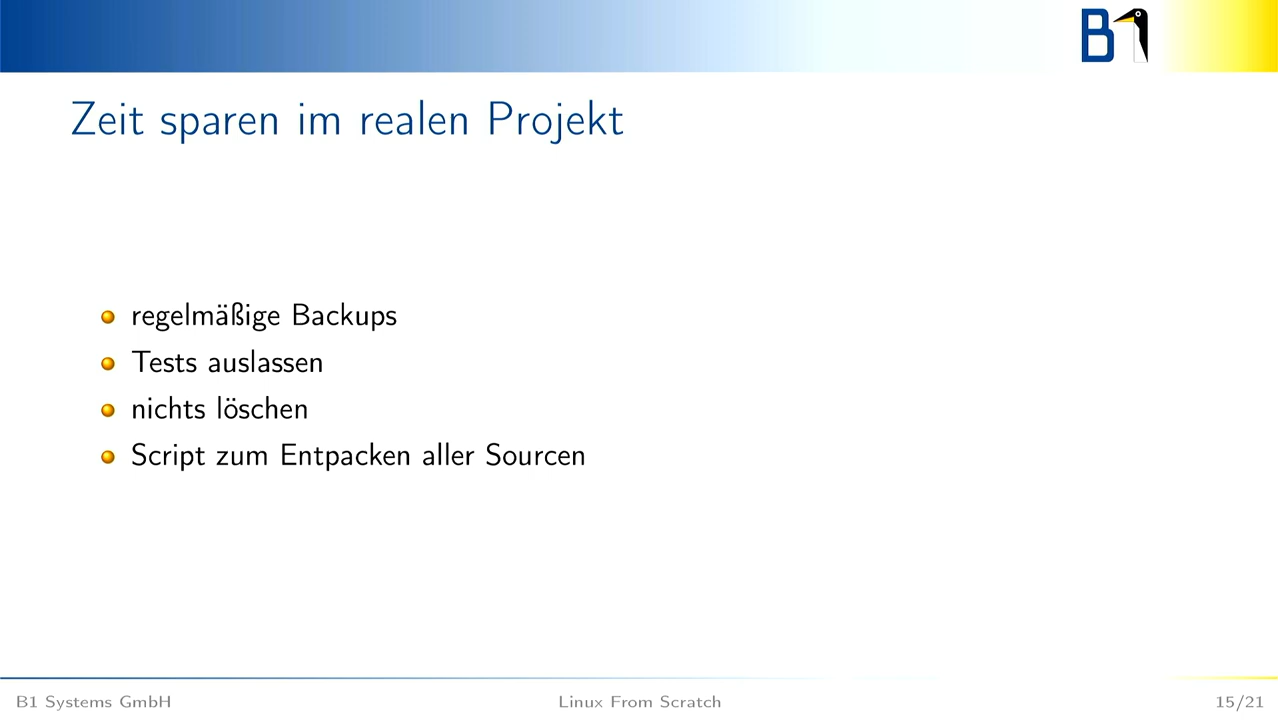 B1
Zeit sparen im realen Projekt
regelmäßige Backups
Tests auslassen
nichts löschen
Script zum Entpacken aller Sourcen
B1 Systems GmbH
Linux From Scratch
15/21